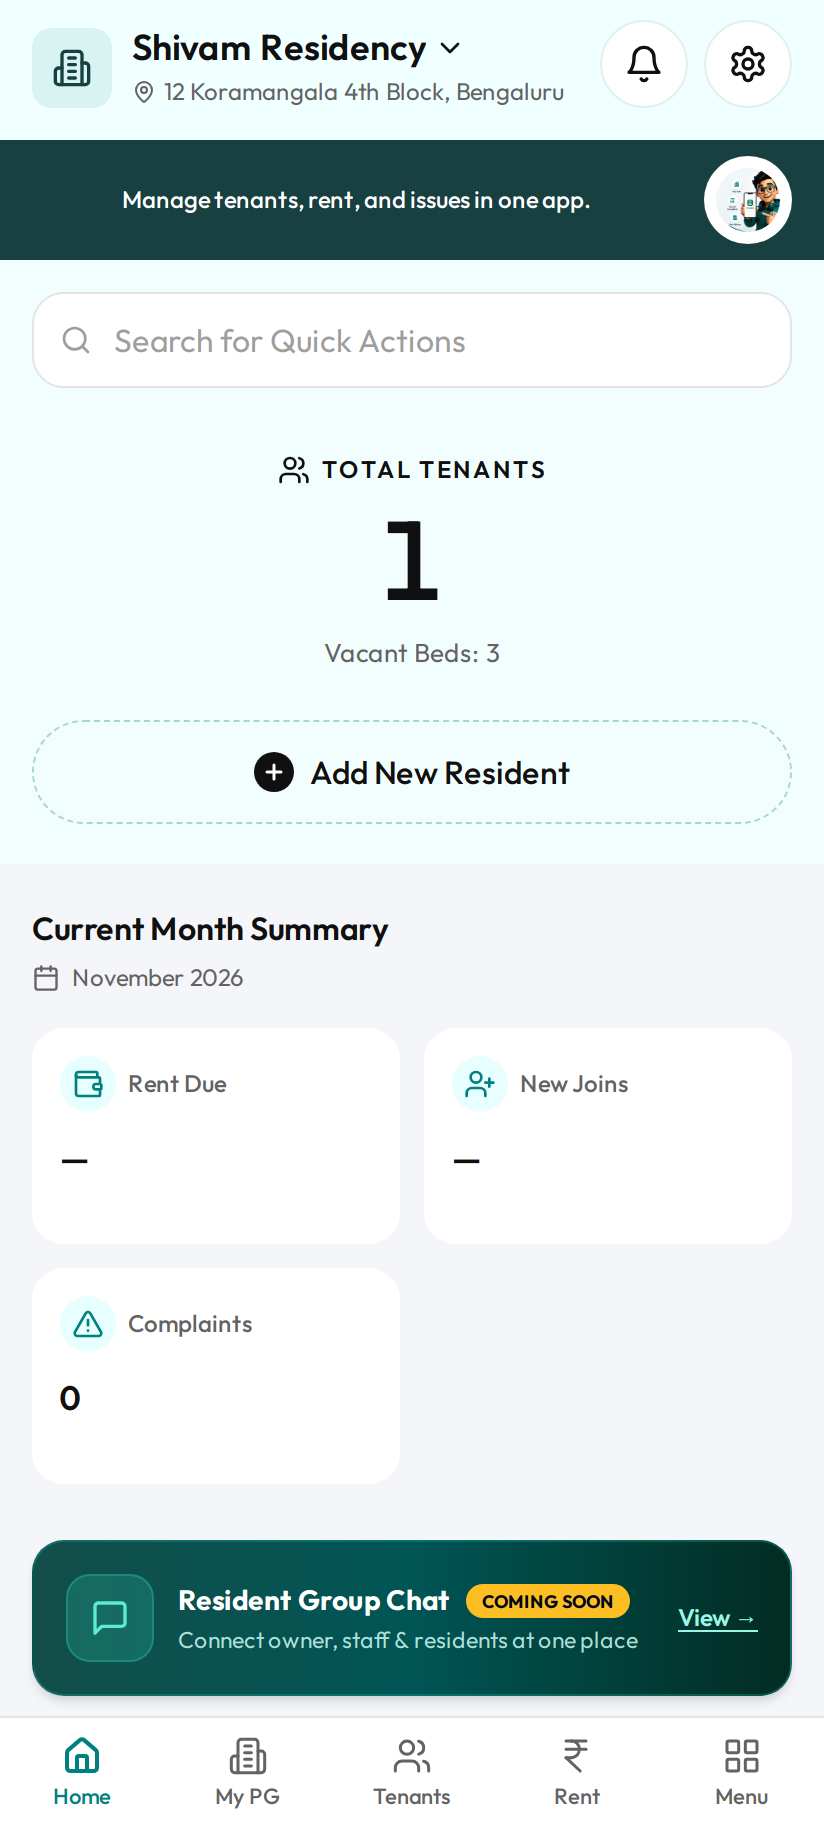 Shivam Residency
12 Koramangala 4th Block, Bengaluru
Manage tenants, rent, and issues in one app.
Search for Quick Actions
TOTAL TENANTS
1
Vacant Beds: 3
Add New Resident
Current Month Summary
November 2026
Rent Due
—
New Joins
—
Complaints
0
Resident Group Chat COMING SOON
Connect owner, staff & residents at one place
View →
Home
My PG
Tenants
Rent
Menu